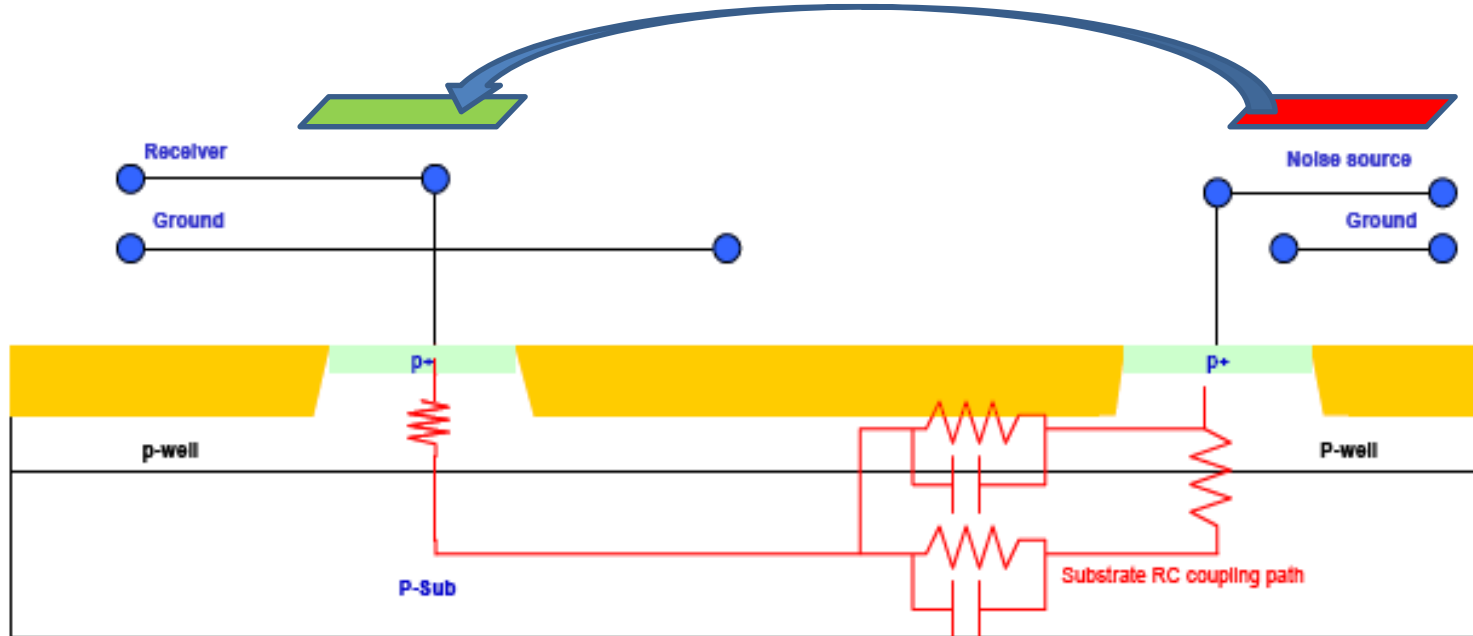 Receiver
Noise source
Ground
Ground
p+
p+
p-well
P-well
P-Sub
Substrate RC coupling path